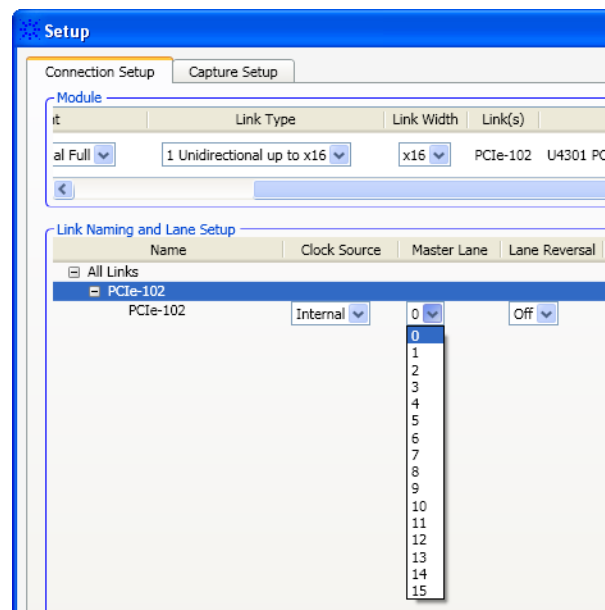 Setup
Connection Setup Capture Setup
Module
Link Type Link Width Link(s)
al Full 1 Unidirectional up to x16 x16 PCIe-102 U4301 PC
Link Naming and Lane Setup
Name Clock Source Master Lane Lane Reversal
All Links
PCIe-102
PCIe-102 Internal 0 Off
0
1
2
3
4
5
6
7
8
9
10
11
12
13
14
15